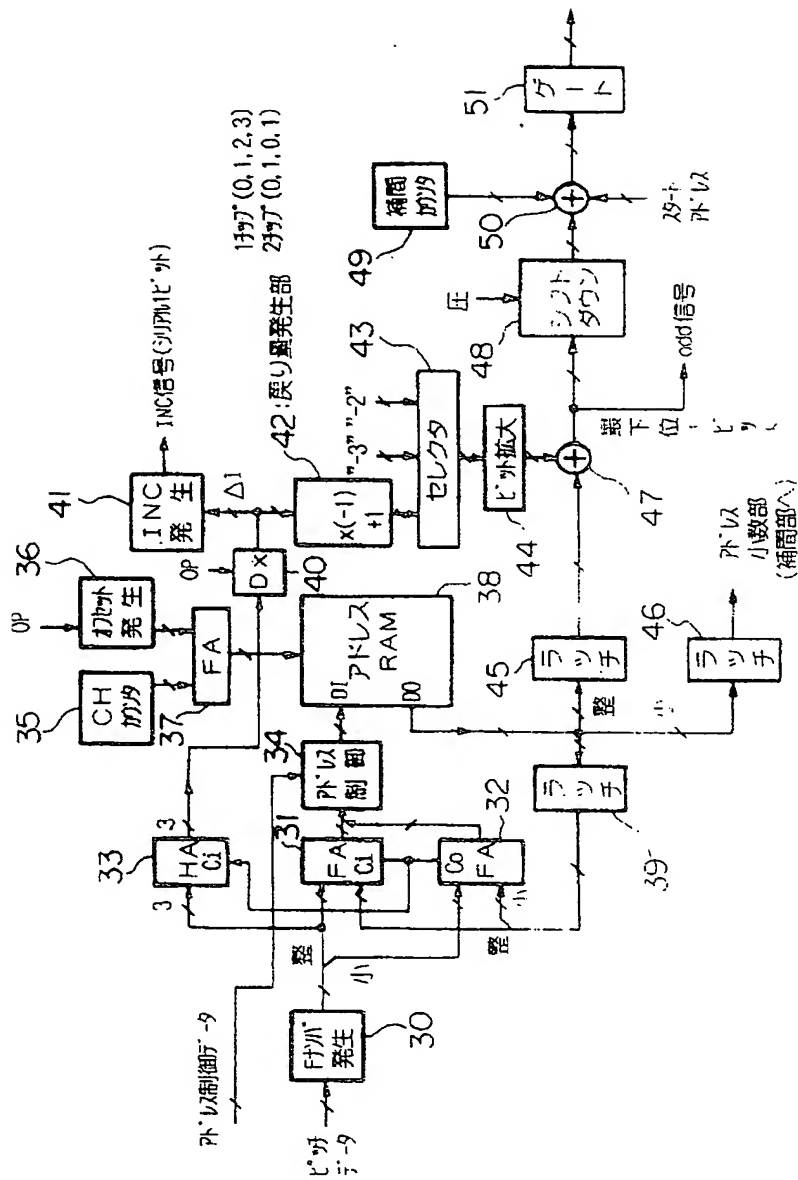 OP
35
CH
カウンタ
36
オフセット
発生
41
INC
発生
INC信号(シリアル1ビット)
37
FA
OP
Dx
40
ΔI
1チップ(0,1,2,3)
2チップ(0,1,0,1)
42:戻り量発生部
x(-1)
+1
"-3"
"-2"
43
セレクタ
44
ビット拡大
33
3
3
HA
Ci
アドレス制御データ
34
アドレス
制御
DI
アドレス
RAM
DO
38
31
FA
Ci
32
Co
FA
整
小
整
小
ピッチ
データ
Fナンバ
発生
30
ラッチ
39
整
小
45
ラッチ
46
ラッチ
アドレス
小数部
(補間部へ)
47
最下位1ビット
odd信号
圧
48
シフト
ダウン
49
補間
カウンタ
50
スタート
アドレス
51
ゲート